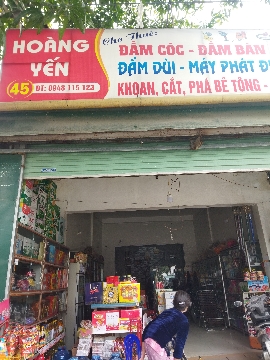 HOÀNG
YẾN
45 ĐT: 0948 115 123
Cho Thuê:
ĐẦM CÓC - ĐẦM BÀN
ĐẦM DÙI - MÁY PHÁT Đ
KHOAN, CẮT, PHÁ BÊ TÔNG -